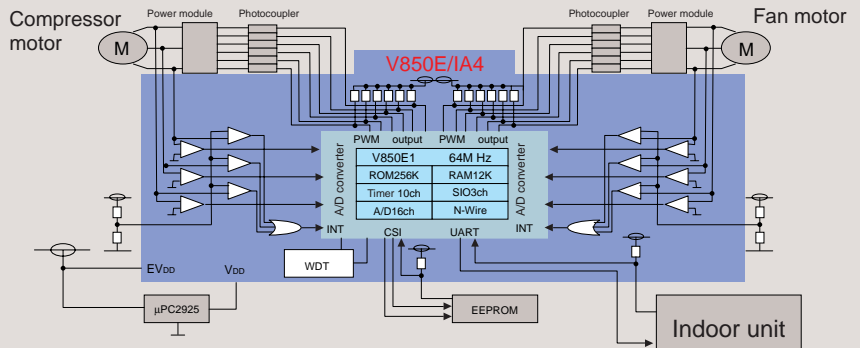 Compressor motor
Power module
Photocoupler
Photocoupler
Power module
Fan motor
M
M
V850E/IA4
PWM output
PWM output
A/D converter
V850E1
64M Hz
ROM256K
RAM12K
Timer 10ch
SIO3ch
A/D16ch
N-Wire
A/D converter
INT
CSI
UART
INT
WDT
EVDD
VDD
µPC2925
EEPROM
Indoor unit